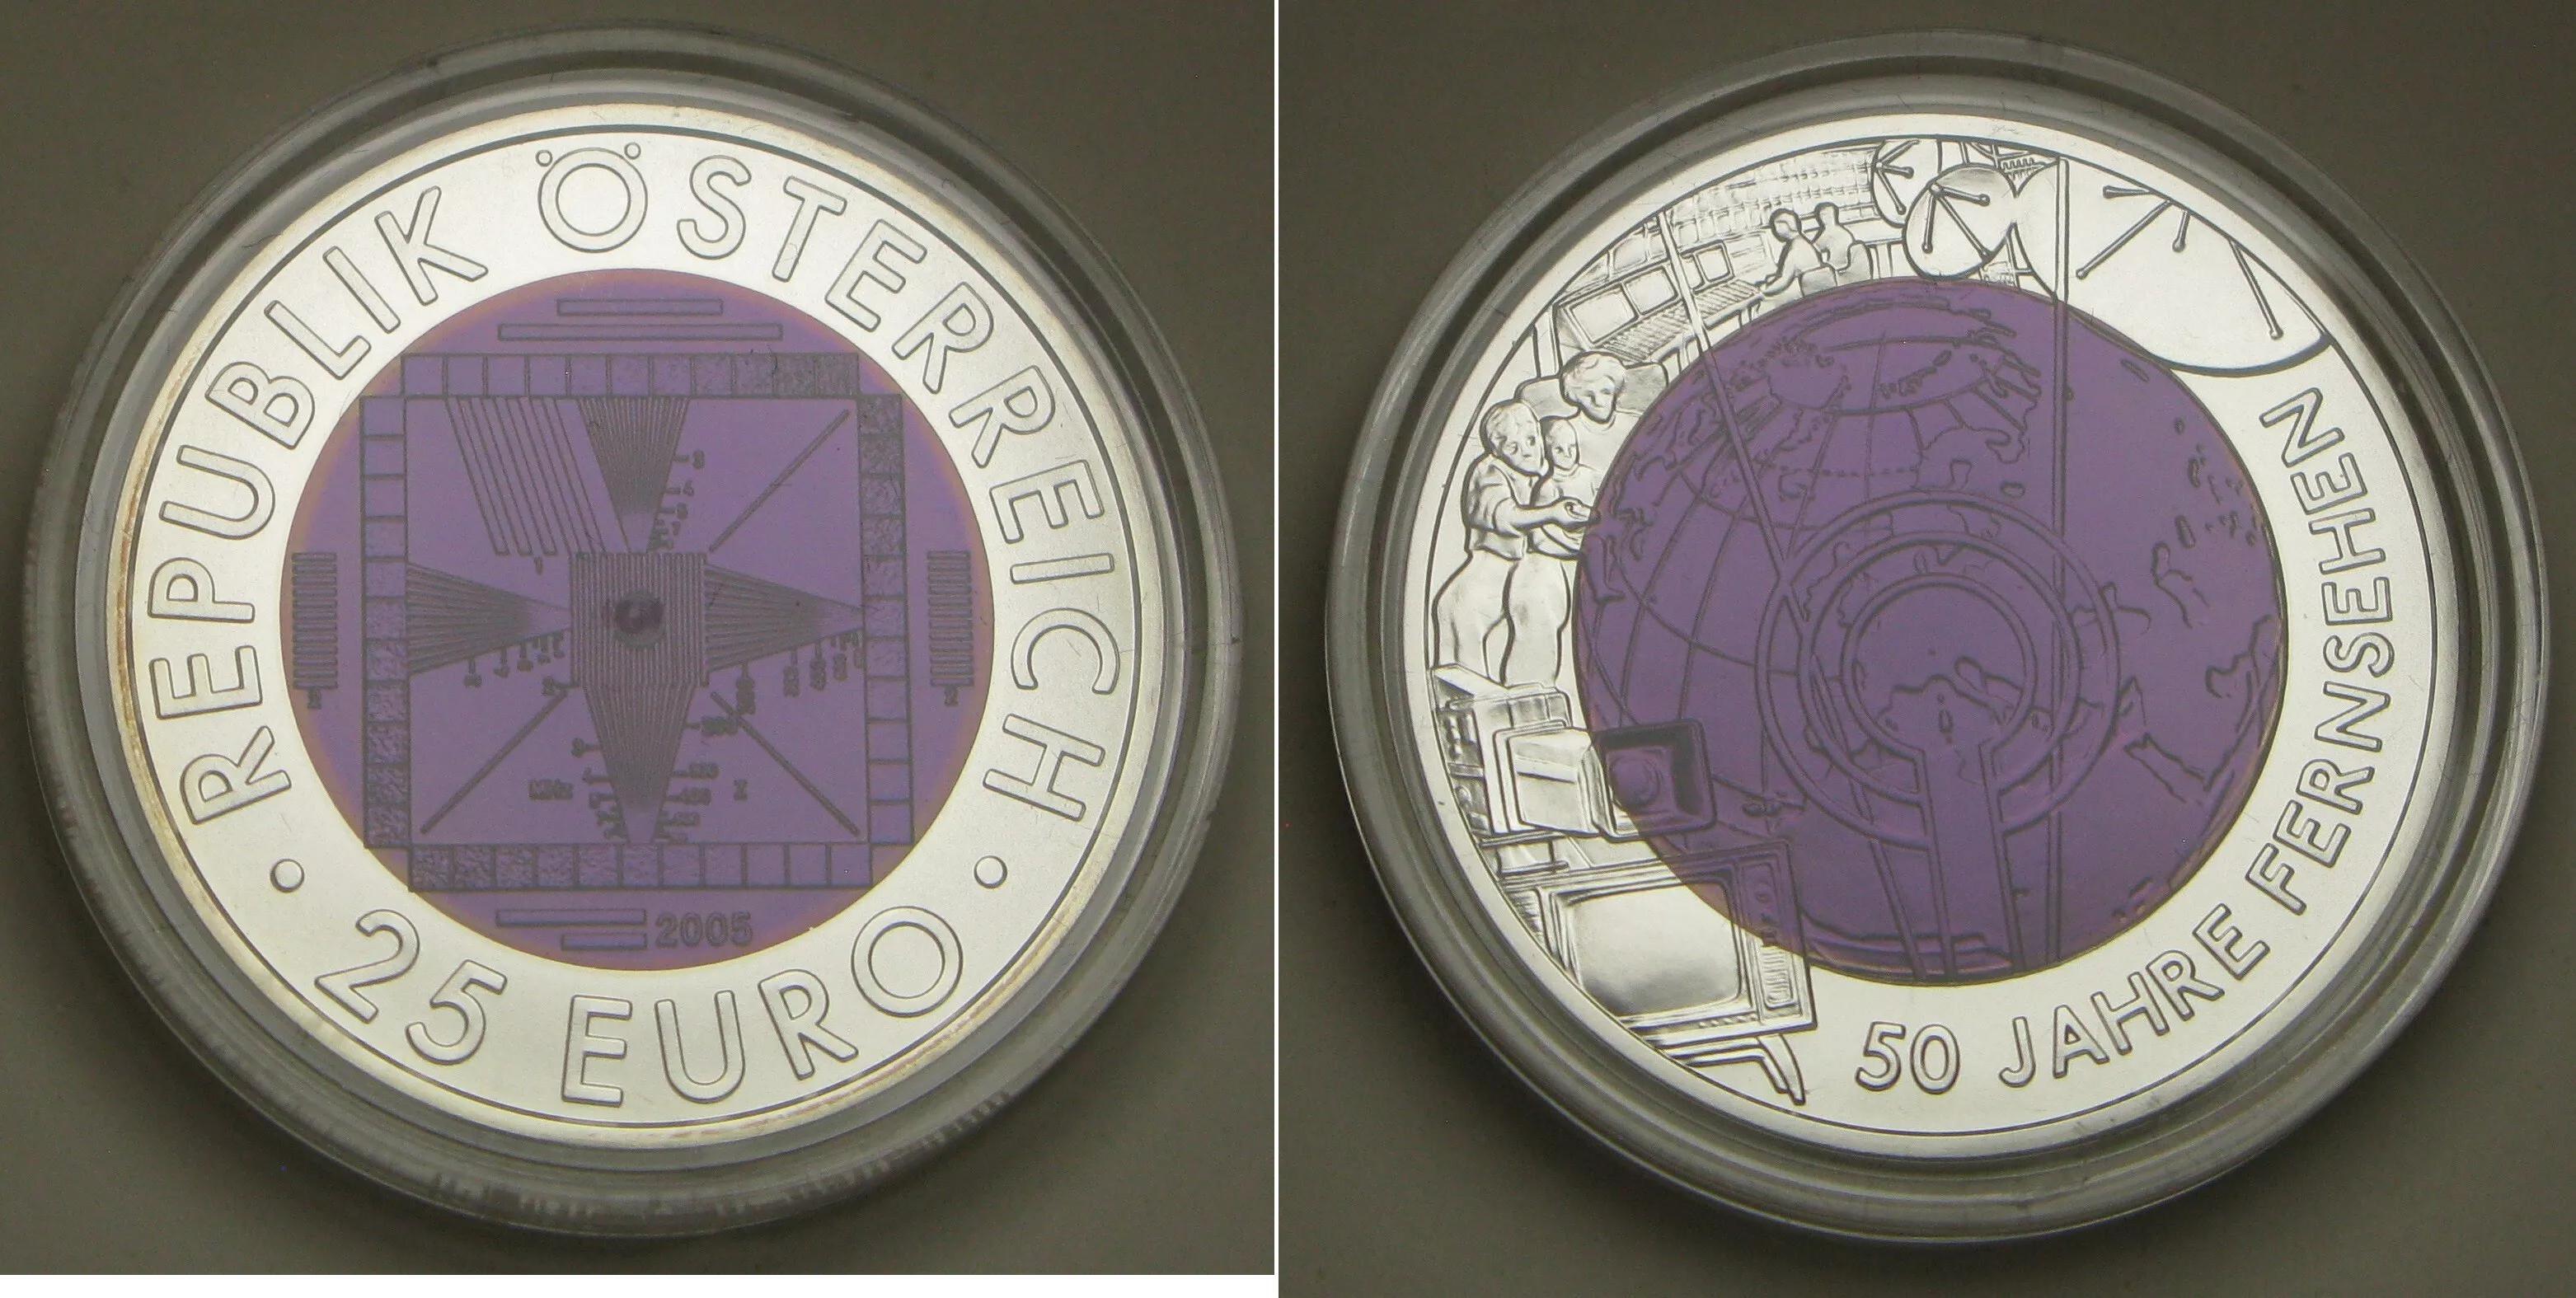 REPUBLIK ÖSTERREICH
25 EURO
2005
50 JAHRE FERNSEHEN